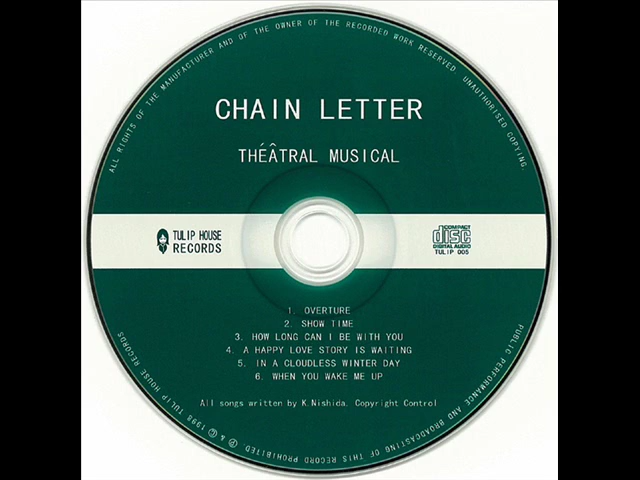 ALL RIGHTS OF THE MANUFACTURER AND OF THE OWNER OF THE RECORDED WORK RESERVED. UNAUTHORISED COPYING,
CHAIN LETTER
THÉÂTRAL MUSICAL
TULIP HOUSE
RECORDS
COMPACT
disc
DIGITAL AUDIO
TULIP 005
1. OVERTURE
2. SHOW TIME
3. HOW LONG CAN I BE WITH YOU
4. A HAPPY LOVE STORY IS WAITING
5. IN A CLOUDLESS WINTER DAY
6. WHEN YOU WAKE ME UP
All songs written by K.Nishida. Copyright Control
PUBLIC PERFORMANCE AND BROADCASTING OF THIS RECORD PROHIBITED. ℗ & © 1998 TULIP HOUSE RECORDS